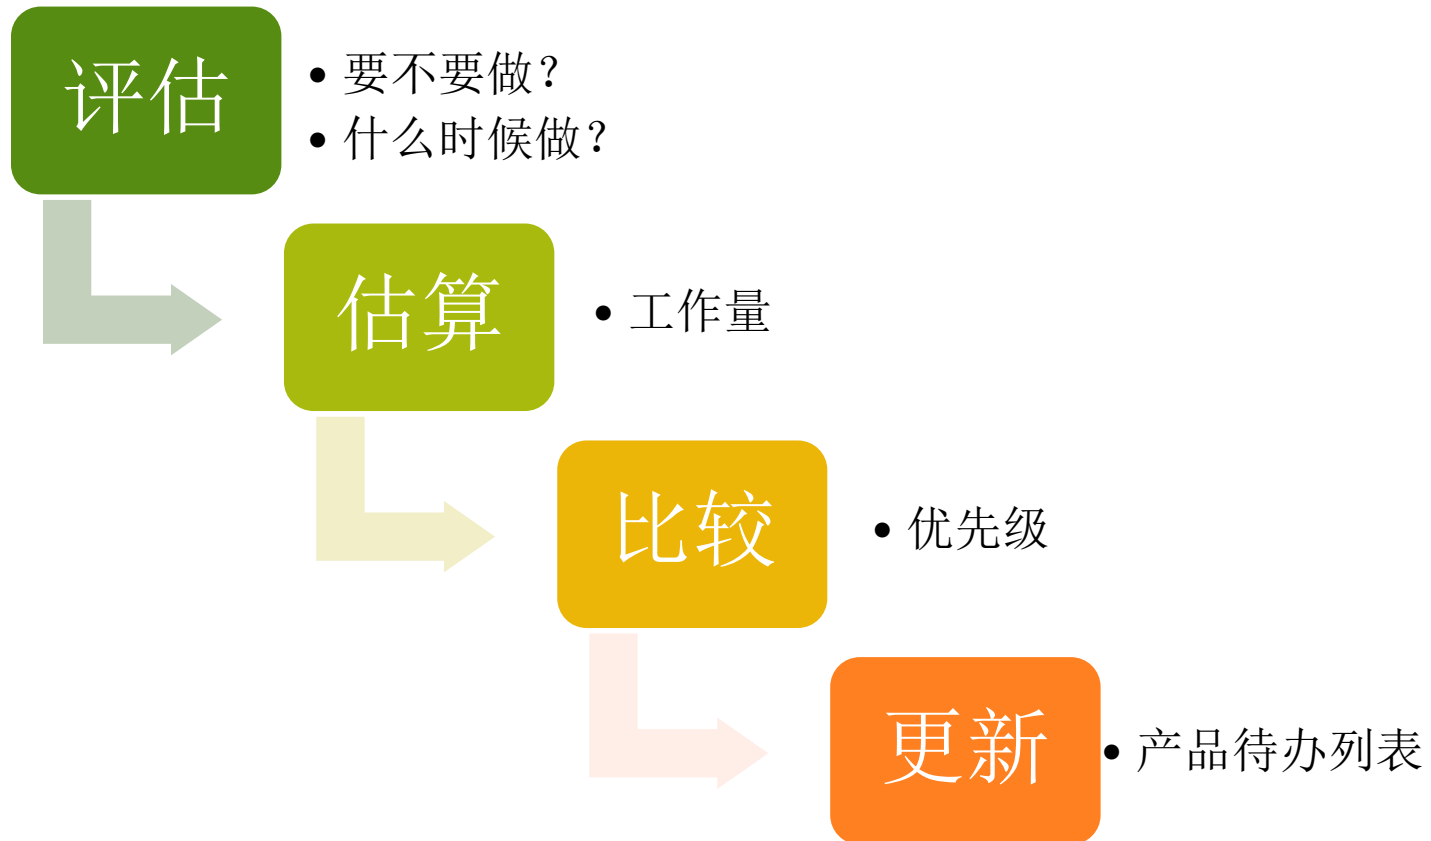 评估
• 要不要做？
• 什么时候做？
估算
• 工作量
比较
• 优先级
更新
• 产品待办列表